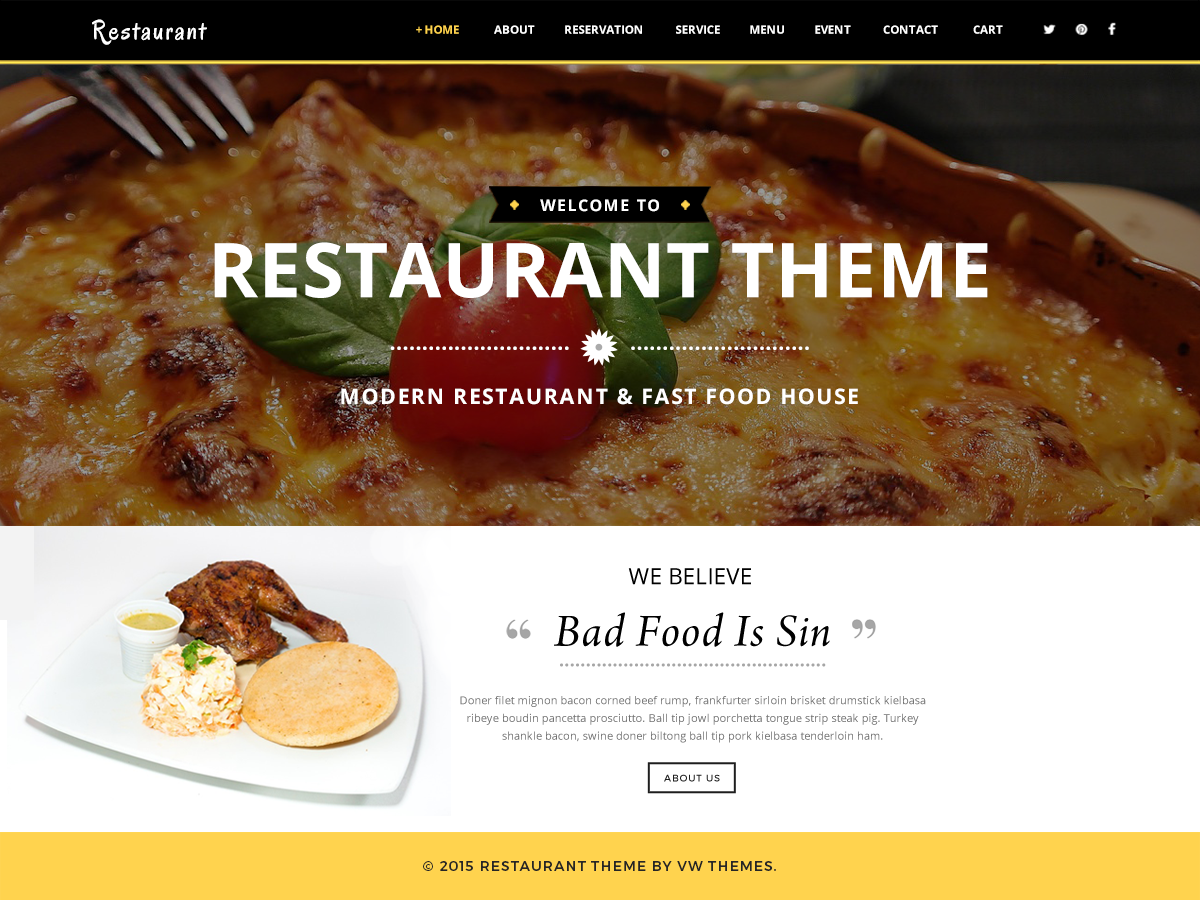 Restaurant
+ HOME ABOUT RESERVATION SERVICE MENU EVENT CONTACT CART
WELCOME TO
RESTAURANT THEME
MODERN RESTAURANT & FAST FOOD HOUSE
WE BELIEVE
“ Bad Food Is Sin ”
Doner filet mignon bacon corned beef rump, frankfurter sirloin brisket drumstick kielbasa
ribeye boudin pancetta prosciutto. Ball tip jowl porchetta tongue strip steak pig. Turkey
shankle bacon, swine doner biltong ball tip pork kielbasa tenderloin ham.
ABOUT US
© 2015 RESTAURANT THEME BY VW THEMES.